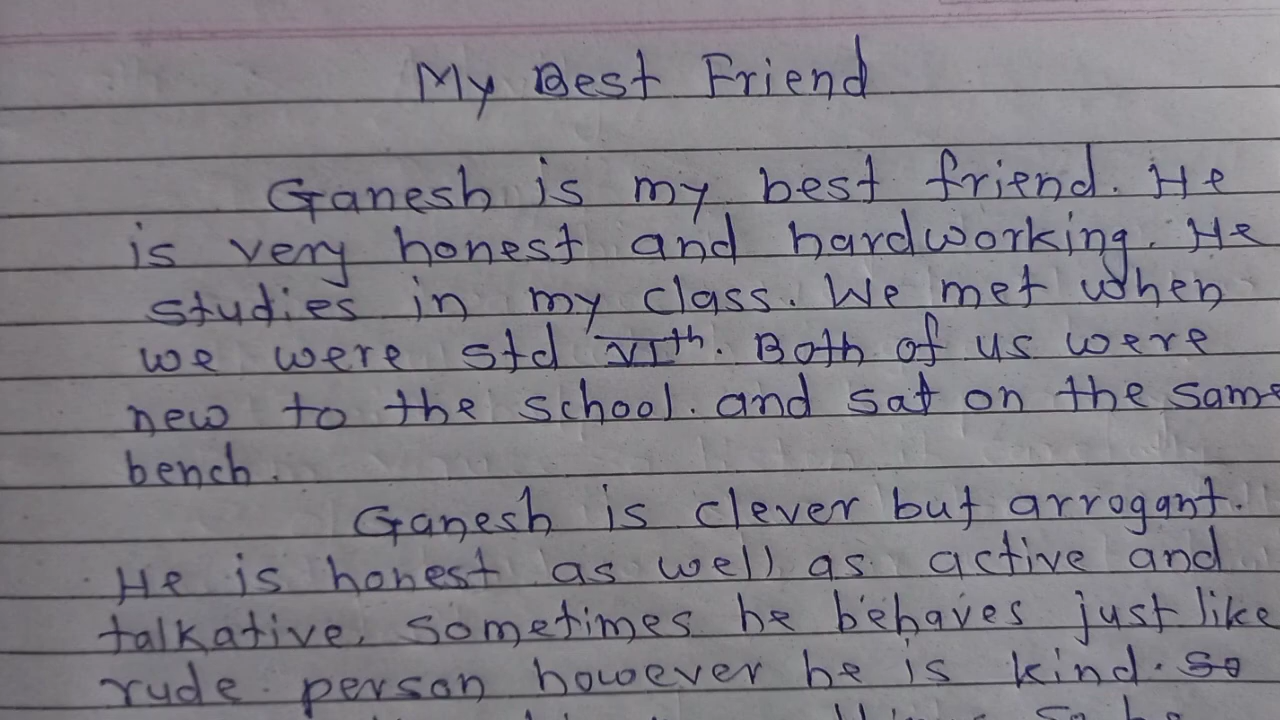 My Best Friend
Ganesh is my best friend. He
is very honest and hardworking. He
studies in my class. We met when
we were std VIth. Both of us were
new to the school. and sat on the same
bench.
Ganesh is clever but arrogant.
He is honest as well as active and
talkative. sometimes he behaves just like
rude person however he is kind. so